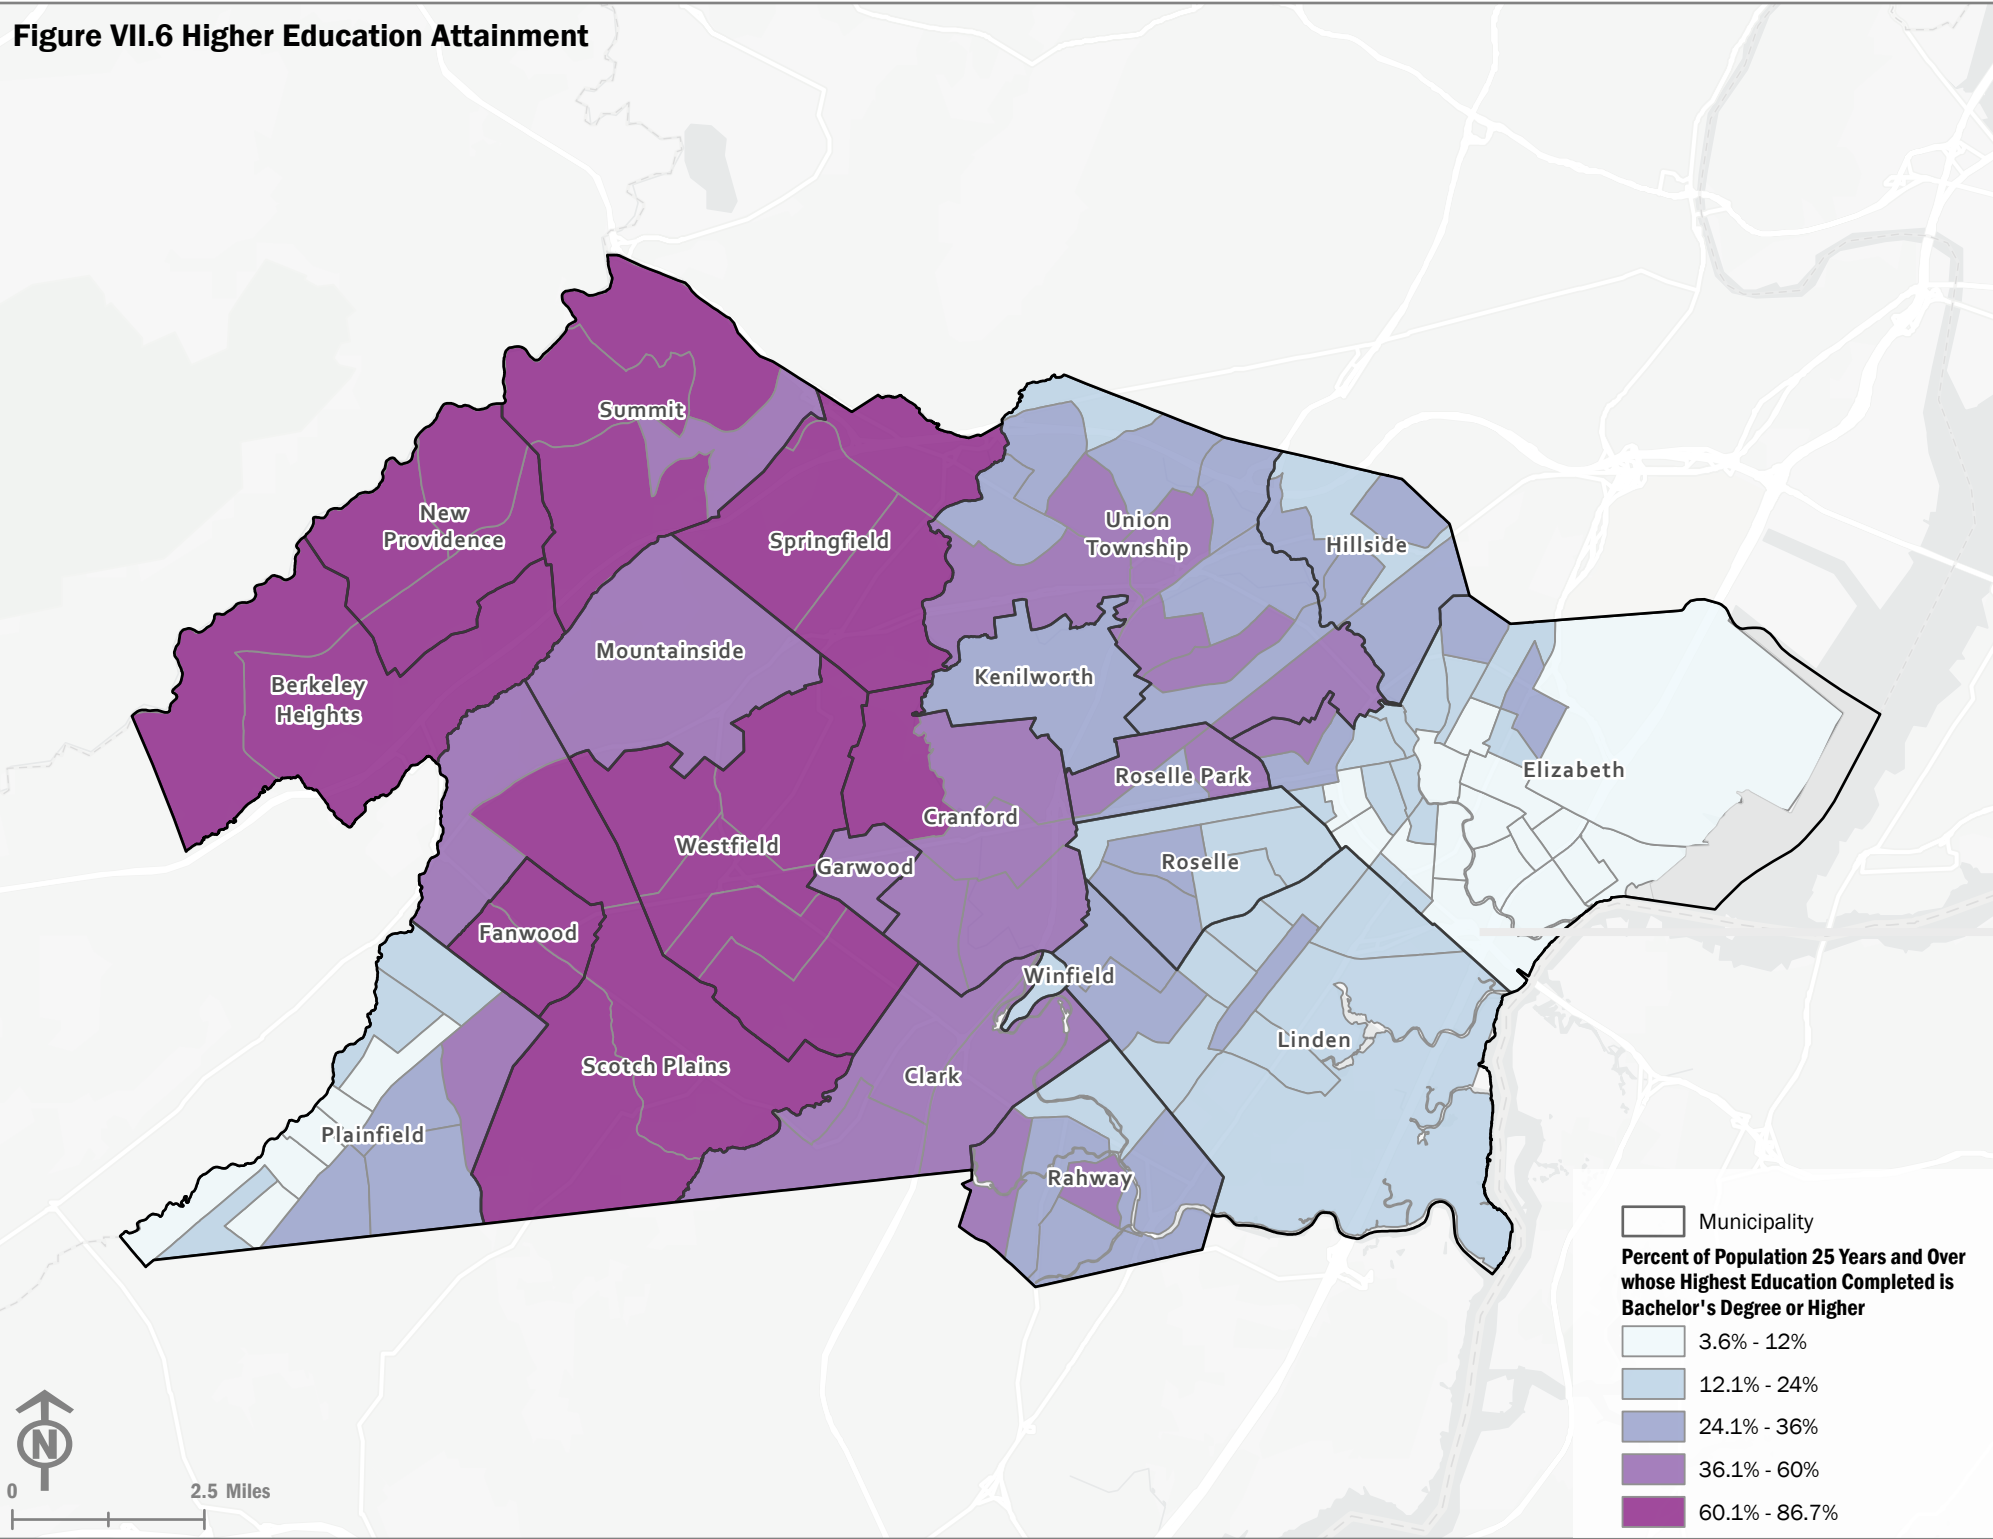 Figure VII.6 Higher Education Attainment
Summit
New
Providence
Springfield
Union
Township
Hillside
Mountainside
Berkeley
Heights
Kenilworth
Elizabeth
Roselle Park
Cranford
Westfield
Garwood
Roselle
Fanwood
Winfield
Linden
Scotch Plains
Clark
Plainfield
Rahway
Municipality
Percent of Population 25 Years and Over
whose Highest Education Completed is
Bachelor's Degree or Higher
3.6% - 12%
12.1% - 24%
24.1% - 36%
36.1% - 60%
60.1% - 86.7%
N
0 2.5 Miles